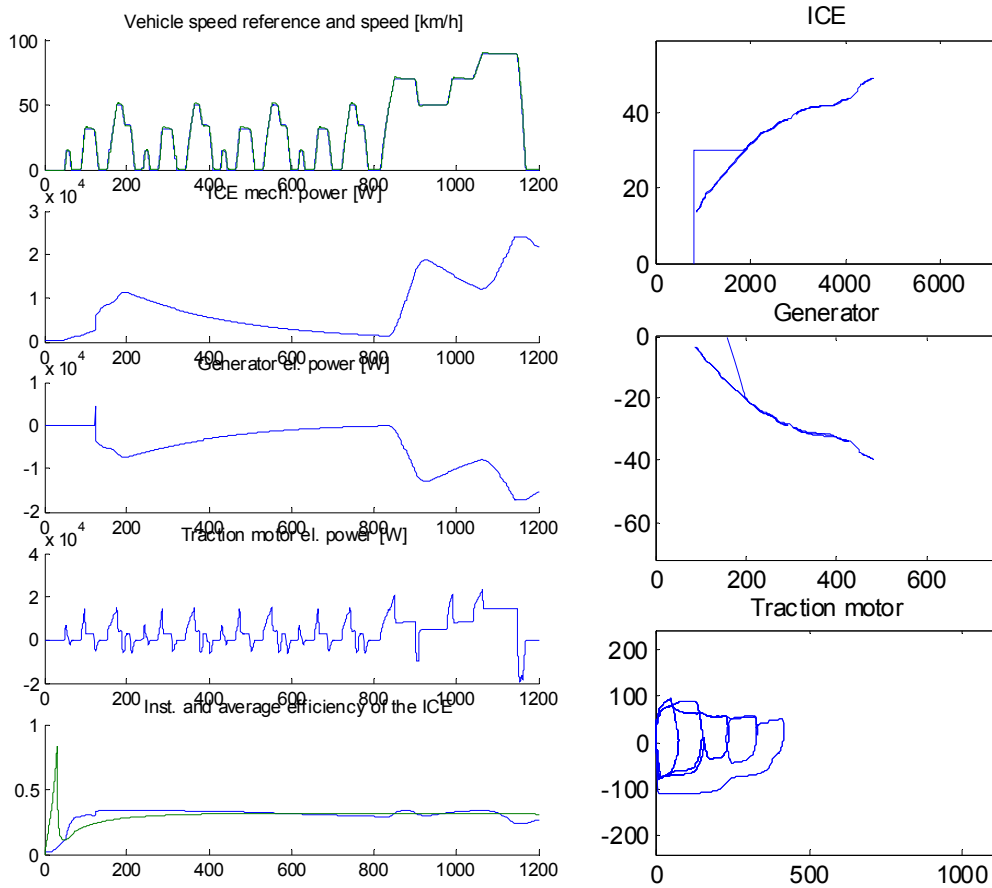 Vehicle speed reference and speed [km/h]
100
50
0
0 200 400 600 800 1000 1200
x 10 4
ICE mech. power [W]
3
2
1
0
0 200 400 600 800 1000 1200
x 10 4
Generator el. power [W]
1
0
-1
-2
0 200 400 600 800 1000 1200
x 10 4
Traction motor el. power [W]
4
2
0
-2
0 200 400 600 800 1000 1200
Inst. and average efficiency of the ICE
1
0.5
0
0 200 400 600 800 1000 1200
ICE
40
20
0
0 2000 4000 6000
Generator
0
-20
-40
-60
0 200 400 600
Traction motor
200
100
0
-100
-200
0 500 1000